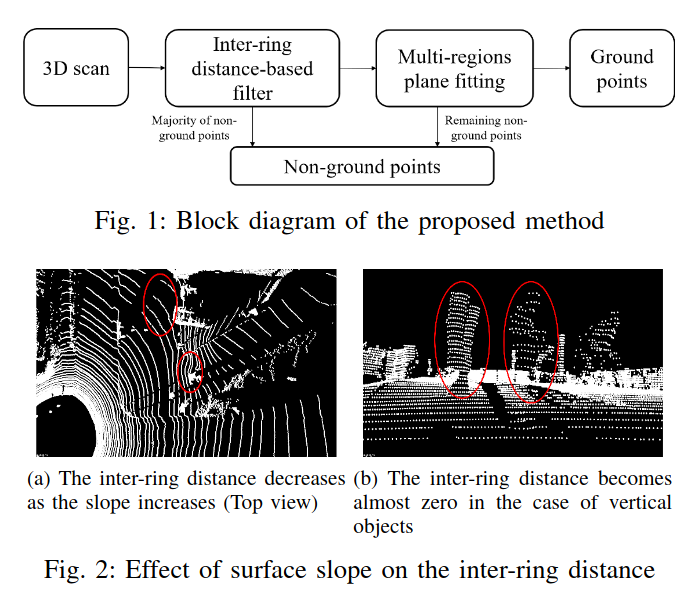 3D scan
Inter-ring
distance-based
filter
Multi-regions
plane fitting
Ground
points
Majority of non-
ground points
Remaining non-
ground points
Non-ground points
Fig. 1: Block diagram of the proposed method
(a) The inter-ring distance decreases
as the slope increases (Top view)
(b) The inter-ring distance becomes
almost zero in the case of vertical
objects
Fig. 2: Effect of surface slope on the inter-ring distance